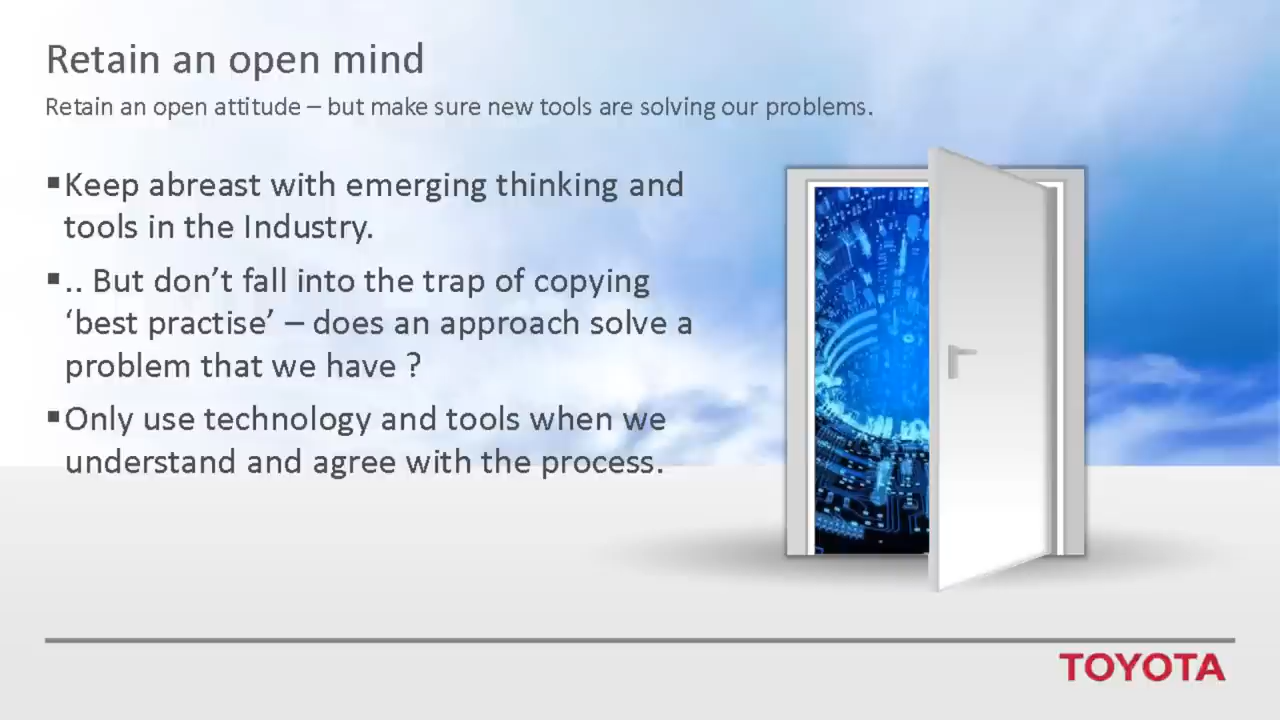 Retain an open mind
Retain an open attitude – but make sure new tools are solving our problems.
▪Keep abreast with emerging thinking and
tools in the Industry.
▪.. But don’t fall into the trap of copying
‘best practise’ – does an approach solve a
problem that we have ?
▪Only use technology and tools when we
understand and agree with the process.
TOYOTA